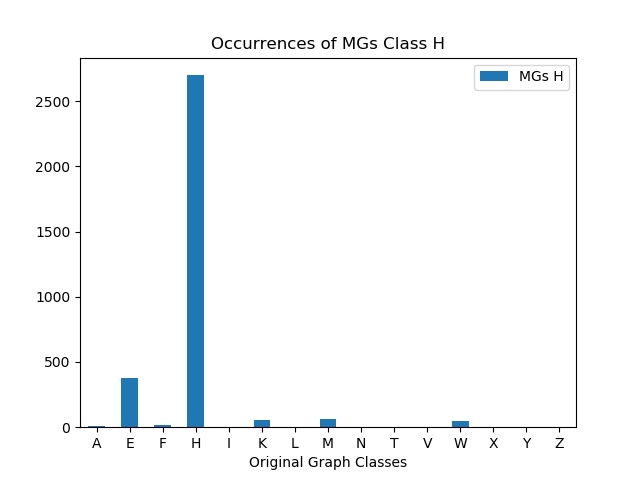 Occurrences of MGs Class H
MGs H
2500
2000
1500
1000
500
0
A E F H I K L M N T V W X Y Z
Original Graph Classes